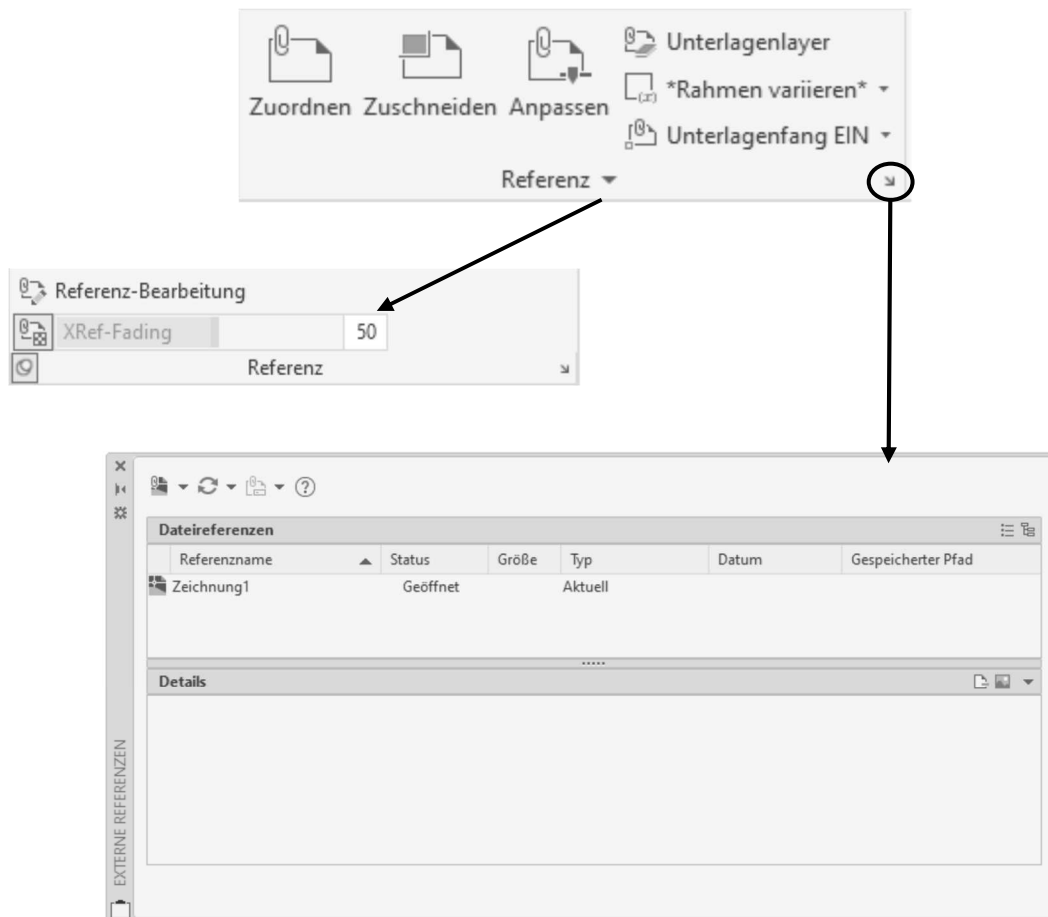 Zuordnen Zuschneiden Anpassen
Unterlagenlayer
*Rahmen variieren*
Unterlagenfang EIN
Referenz
Referenz-Bearbeitung
XRef-Fading 50
Referenz
Dateireferenzen
Referenzname Status Größe Typ Datum Gespeicherter Pfad
Zeichnung1 Geöffnet Aktuell
Details
EXTERNE REFERENZEN